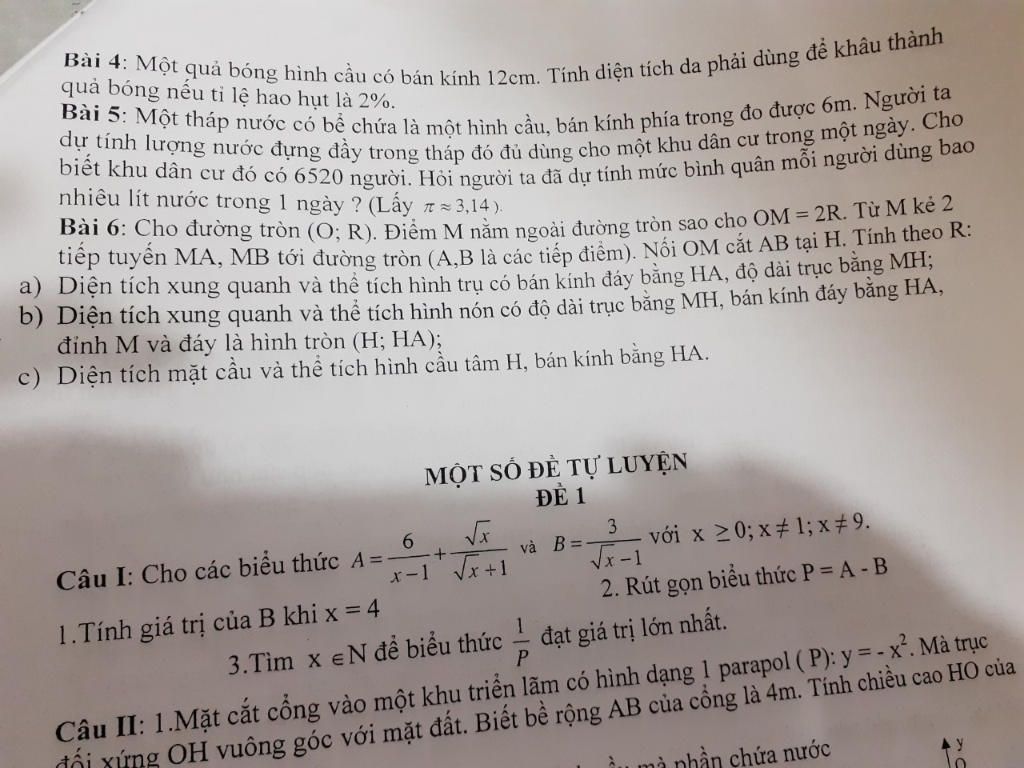 Bài 4: Một quả bóng hình cầu có bán kính 12cm. Tính diện tích da phải dùng để khâu thành
quả bóng nếu tỉ lệ hao hụt là 2%.
Bài 5: Một tháp nước có bể chứa là một hình cầu, bán kính phía trong đo được 6m. Người ta
dự tính lượng nước đựng đầy trong tháp đó đủ dùng cho một khu dân cư trong một ngày. Cho
biết khu dân cư đó có 6520 người. Hỏi người ta đã dự tính mức bình quân mỗi người dùng bao
nhiêu lít nước trong 1 ngày ? (Lấy π ≈ 3,14 ).
Bài 6: Cho đường tròn (O; R). Điểm M nằm ngoài đường tròn sao cho OM = 2R. Từ M kẻ 2
tiếp tuyến MA, MB tới đường tròn (A,B là các tiếp điểm). Nối OM cắt AB tại H. Tính theo R:
a) Diện tích xung quanh và thể tích hình trụ có bán kính đáy bằng HA, độ dài trục bằng MH;
b) Diện tích xung quanh và thể tích hình nón có độ dài trục bằng MH, bán kính đáy bằng HA,
đỉnh M và đáy là hình tròn (H; HA);
c) Diện tích mặt cầu và thể tích hình cầu tâm H, bán kính bằng HA.
MỘT SỐ ĐỀ TỰ LUYỆN
ĐỀ 1
Câu I: Cho các biểu thức A = 6/(x−1) + √x/(√x+1) và B = 3/(√x−1) với x ≥ 0; x ≠ 1; x ≠ 9.
1.Tính giá trị của B khi x = 4 2. Rút gọn biểu thức P = A - B
3.Tìm x ∈ N để biểu thức 1/P đạt giá trị lớn nhất.
Câu II: 1.Mặt cắt cổng vào một khu triển lãm có hình dạng 1 parapol ( P): y = - x². Mà trục
đối xứng OH vuông góc với mặt đất. Biết bề rộng AB của cổng là 4m. Tính chiều cao HO của
mà phần chứa nước
y
O